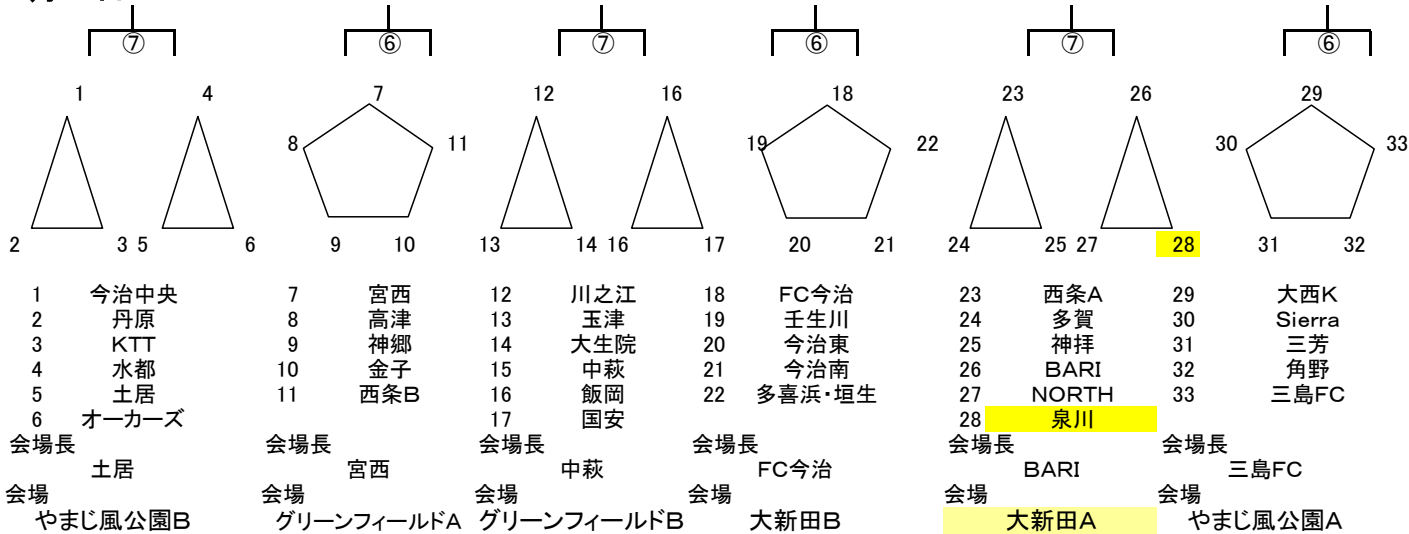 ⑦ ⑥ ⑦ ⑥ ⑦ ⑥
1 4 7 12 16 18 23 26 29
8 11 19 22 30 33
2 3 5 6 9 10 13 14 16 17 20 21 24 25 27 28 31 32
1 今治中央 7 宮西 12 川之江 18 FC今治 23 西条A 29 大西K
2 丹原 8 高津 13 玉津 19 壬生川 24 多賀 30 Sierra
3 KTT 9 神郷 14 大生院 20 今治東 25 神拝 31 三芳
4 水都 10 金子 15 中萩 21 今治南 26 BARI 32 角野
5 土居 11 西条B 16 飯岡 22 多喜浜・垣生 27 NORTH 33 三島FC
6 オーカーズ 17 国安 28 泉川
会場長 会場長 会場長 会場長 会場長 会場長
土居 宮西 中萩 FC今治 BARI 三島FC
会場 会場 会場 会場 会場 会場
やまじ風公園B グリーンフィールドA グリーンフィールドB 大新田B 大新田A やまじ風公園A